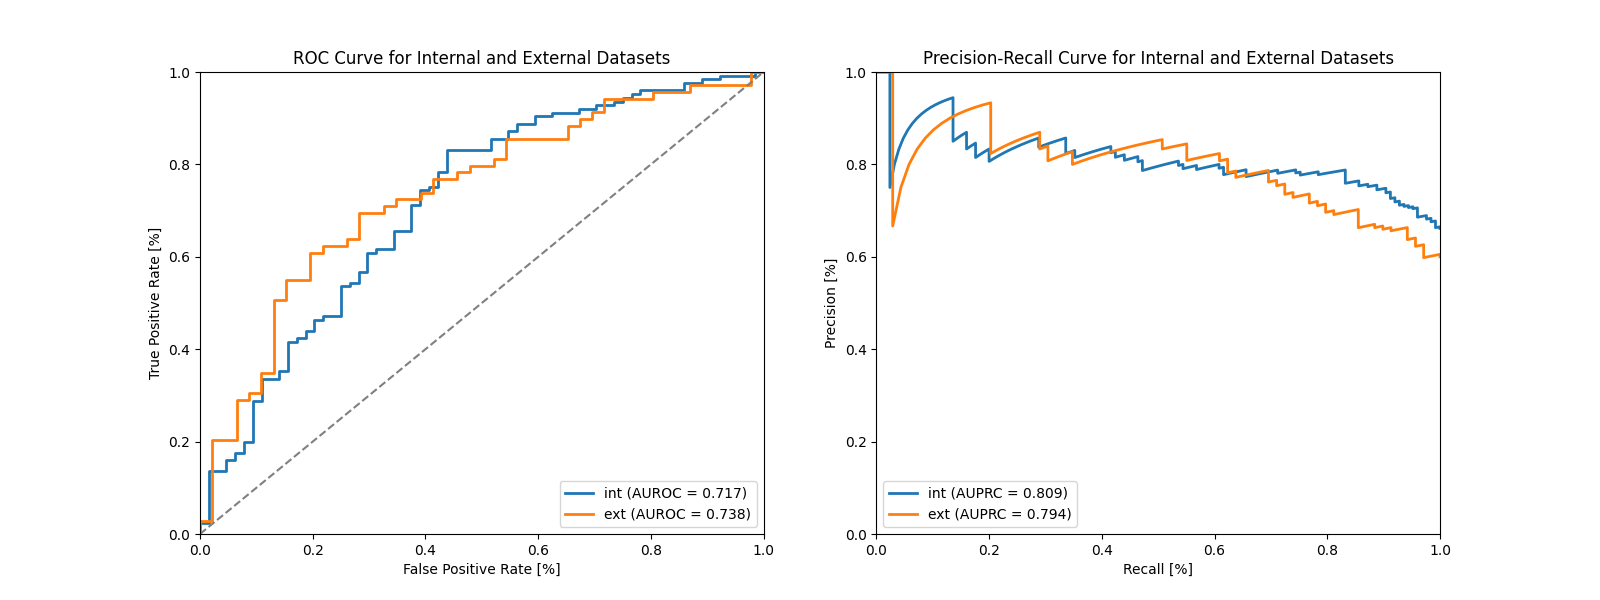 ROC Curve for Internal and External Datasets
True Positive Rate [%]
1.0
0.8
0.6
0.4
0.2
0.0
0.0 0.2 0.4 0.6 0.8 1.0
False Positive Rate [%]
int (AUROC = 0.717)
ext (AUROC = 0.738)
Precision-Recall Curve for Internal and External Datasets
Precision [%]
1.0
0.8
0.6
0.4
0.2
0.0
0.0 0.2 0.4 0.6 0.8 1.0
Recall [%]
int (AUPRC = 0.809)
ext (AUPRC = 0.794)